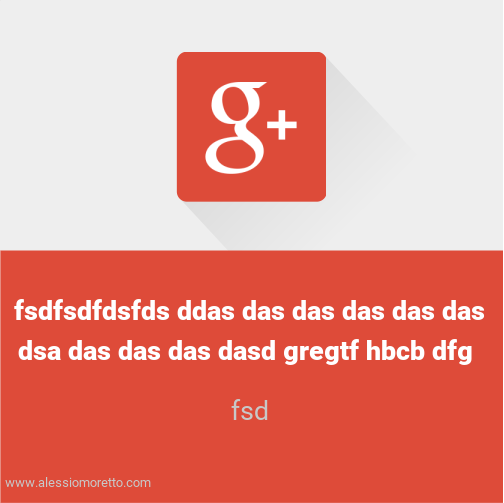 g+
fsdfsdfdsfds ddas das das das das das
dsa das das das dasd gregtf hbcb dfg
fsd
www.alessiomoretto.com